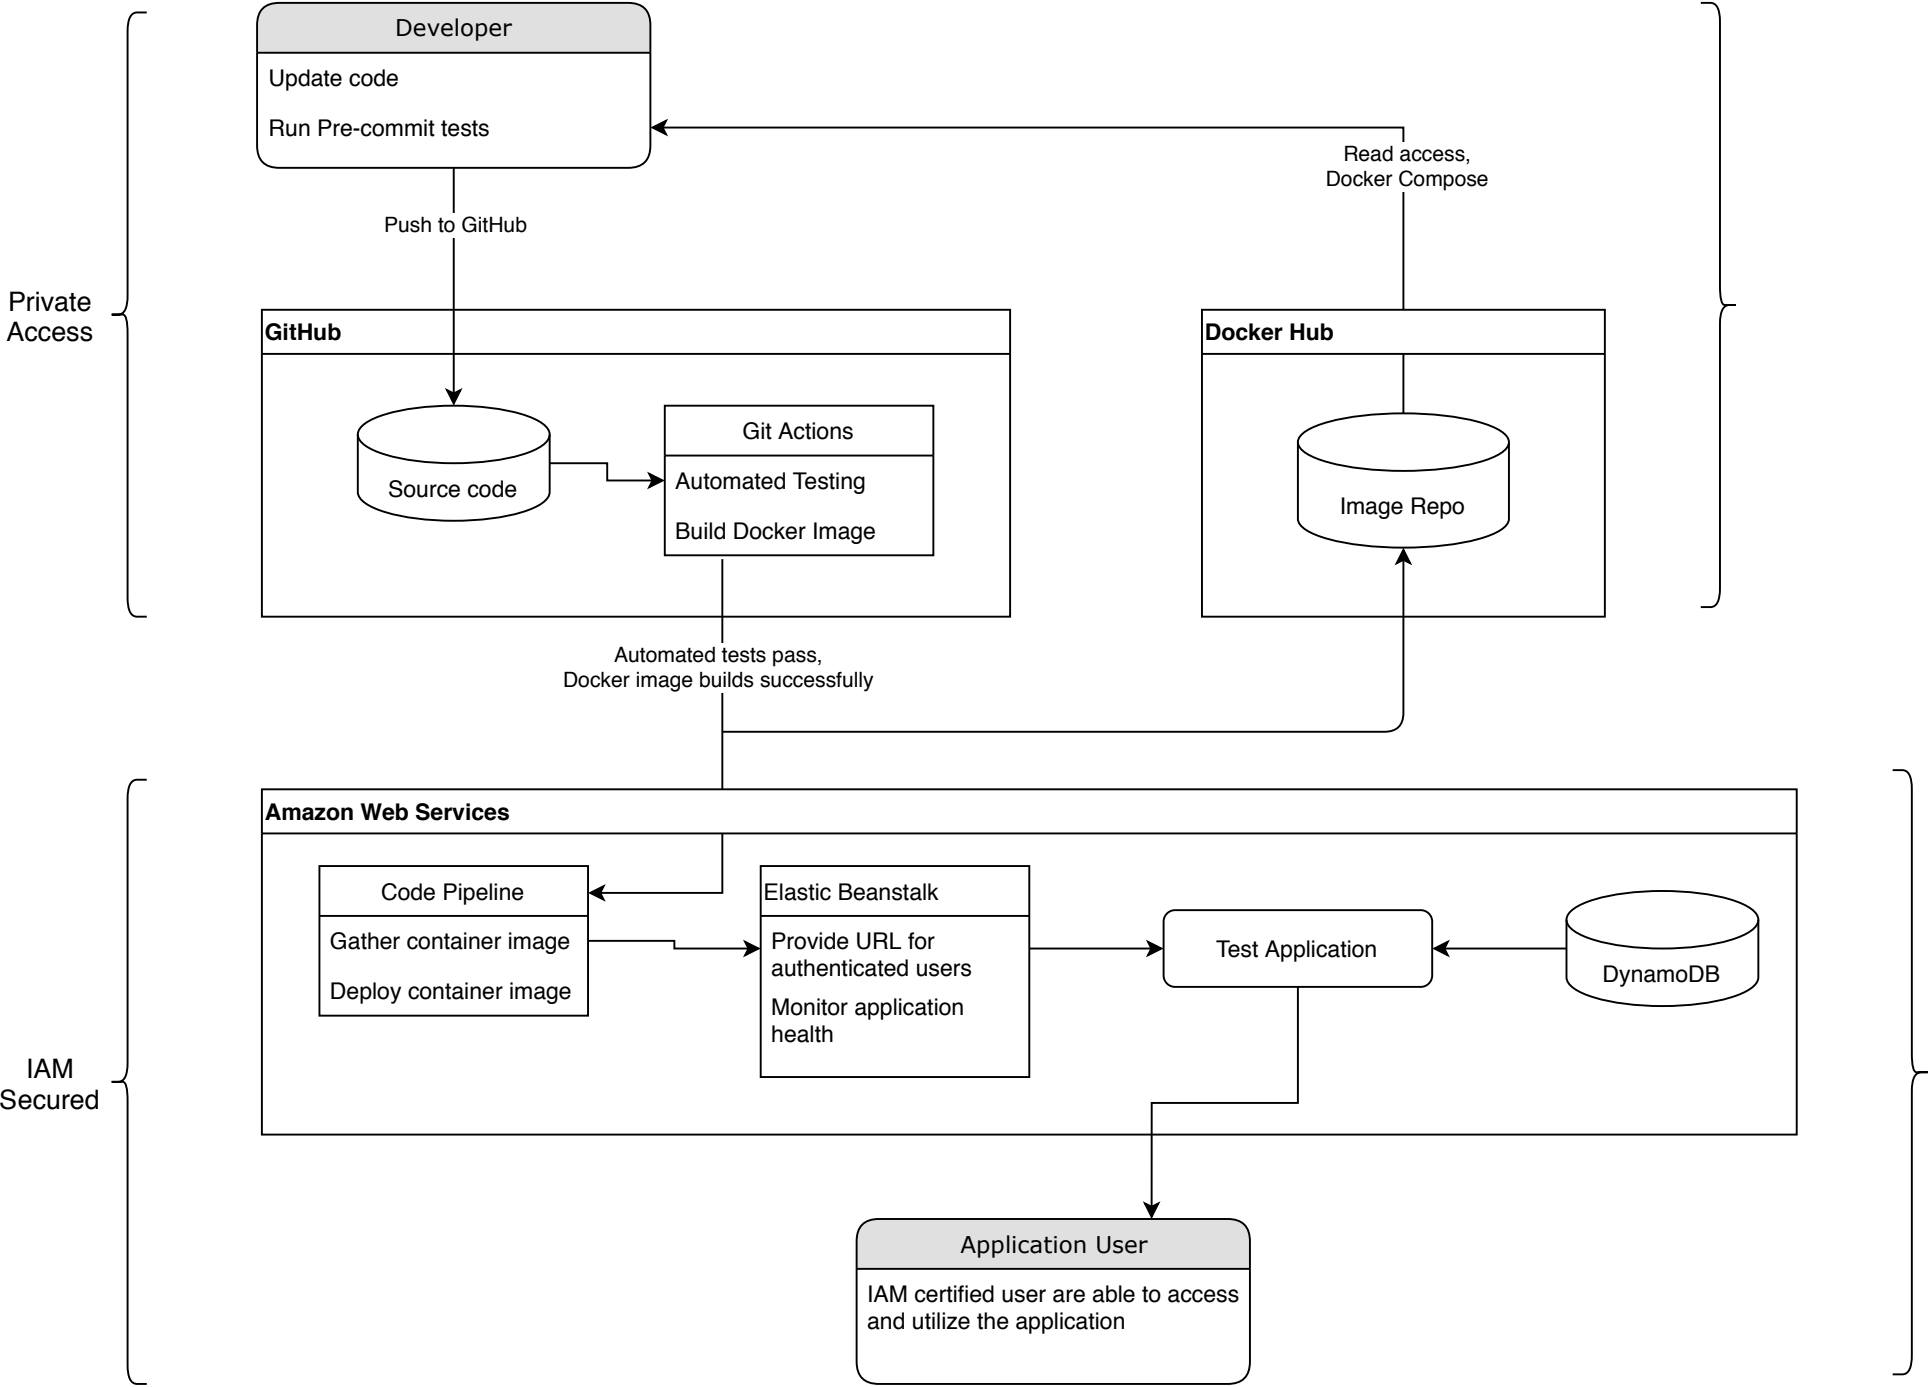 Developer
Update code
Run Pre-commit tests
Read access,
Docker Compose
Push to GitHub
Private
Access
GitHub
Docker Hub
Source code
Git Actions
Automated Testing
Build Docker Image
Image Repo
Automated tests pass,
Docker image builds successfully
Amazon Web Services
Code Pipeline
Gather container image
Deploy container image
Elastic Beanstalk
Provide URL for
authenticated users
Monitor application
health
Test Application
DynamoDB
IAM
Secured
Application User
IAM certified user are able to access
and utilize the application